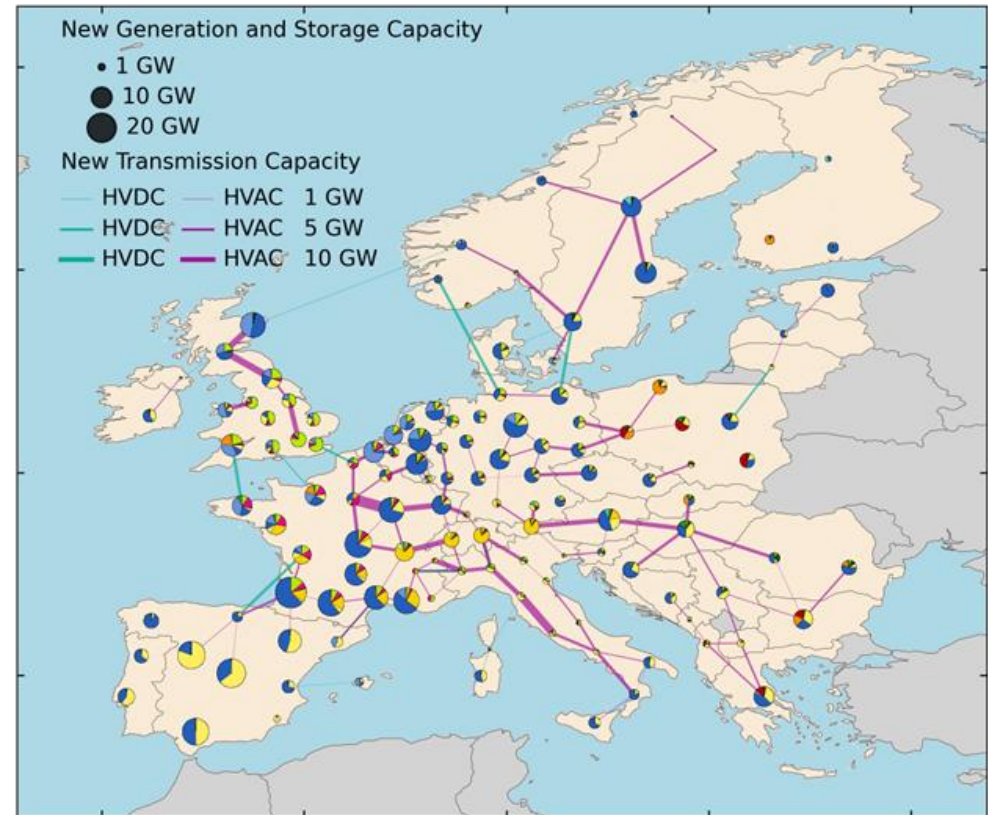 New Generation and Storage Capacity
1 GW
10 GW
20 GW
New Transmission Capacity
HVDC HVAC 1 GW
HVDC HVAC 5 GW
HVDC HVAC 10 GW